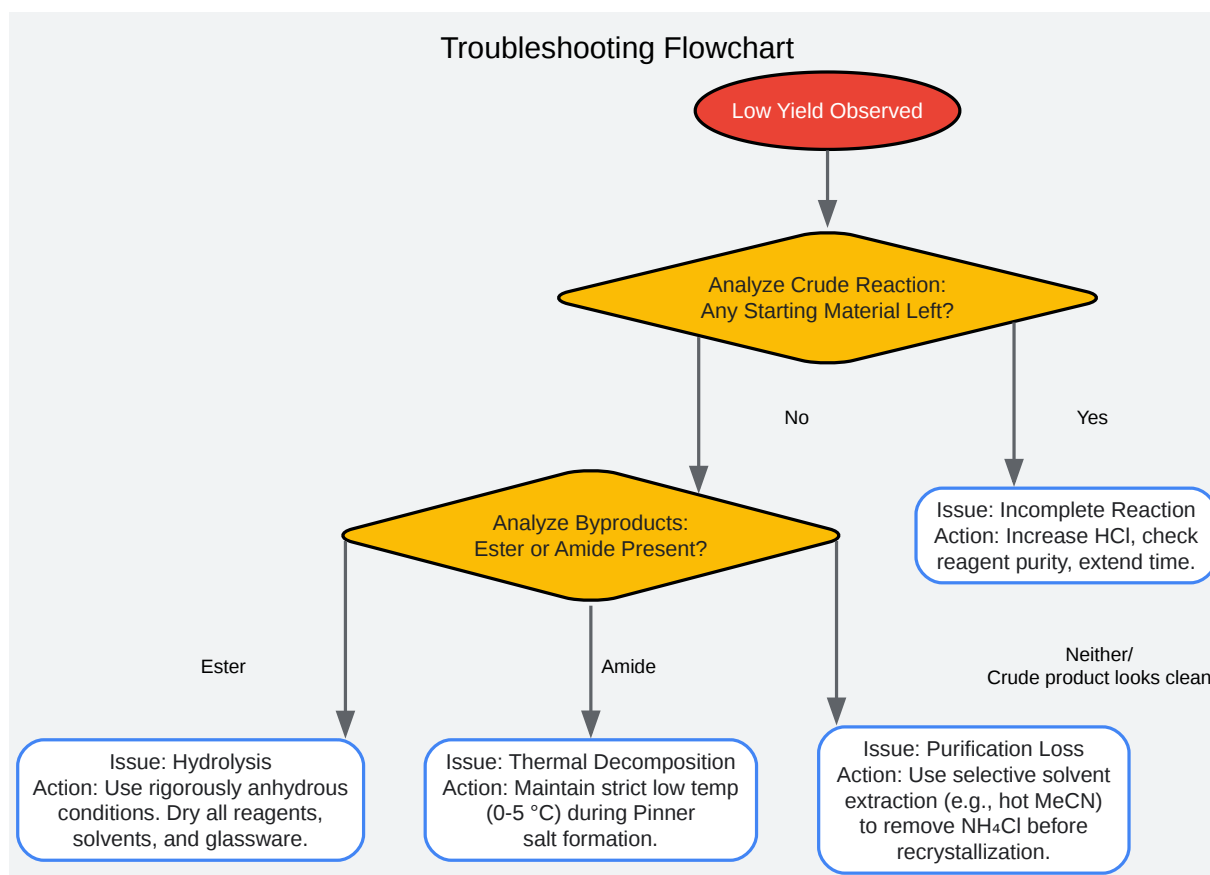 Troubleshooting Flowchart
Low Yield Observed
Analyze Crude Reaction:
Any Starting Material Left?
No
Yes
Analyze Byproducts:
Ester or Amide Present?
Issue: Incomplete Reaction
Action: Increase HCl, check
reagent purity, extend time.
Ester
Amide
Neither/
Crude product looks clean
Issue: Hydrolysis
Action: Use rigorously anhydrous
conditions. Dry all reagents,
solvents, and glassware.
Issue: Thermal Decomposition
Action: Maintain strict low temp
(0-5 °C) during Pinner
salt formation.
Issue: Purification Loss
Action: Use selective solvent
extraction (e.g., hot MeCN)
to remove NH₄Cl before
recrystallization.